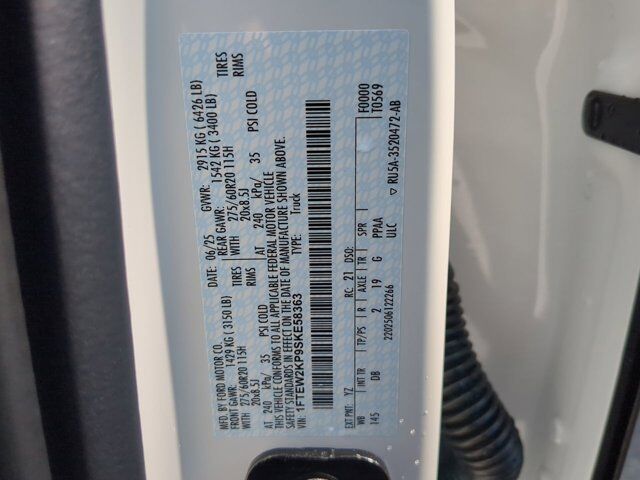 MFD. BY FORD MOTOR CO.
DATE: 06/25 GVWR: 2915 KG ( 6426 LB)
FRONT GAWR: 1429 KG ( 3150 LB) REAR GAWR: 1542 KG ( 3400 LB)
WITH 275/60R20 115H TIRES WITH 275/60R20 115H TIRES
20x8.5J RIMS 20x8.5J RIMS
AT 240 kPa/ 35 PSI COLD AT 240 kPa/ 35 PSI COLD
THIS VEHICLE CONFORMS TO ALL APPLICABLE FEDERAL MOTOR VEHICLE
SAFETY STANDARDS IN EFFECT ON THE DATE OF MANUFACTURE SHOWN ABOVE.
VIN: 1FTEW2KP9SKE58363 TYPE: Truck
F0000
T0569
EXT PNT: YZ RC: 21 DSO:
WB INT TR TP/PS R AXLE TR SPR
145 DB 2 19 G PPAA
2202506122266 ULC
RU5A-3520472-AB